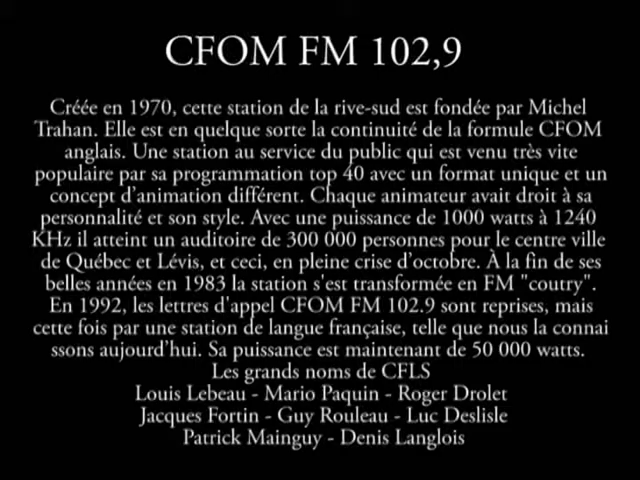 CFOM FM 102,9
Créée en 1970, cette station de la rive-sud est fondée par Michel
Trahan. Elle est en quelque sorte la continuité de la formule CFOM
anglais. Une station au service du public qui est venu très vite
populaire par sa programmation top 40 avec un format unique et un
concept d'animation différent. Chaque animateur avait droit à sa
personnalité et son style. Avec une puissance de 1000 watts à 1240
KHz il atteint un auditoire de 300 000 personnes pour le centre ville
de Québec et Lévis, et ceci, en pleine crise d'octobre. À la fin de ses
belles années en 1983 la station s'est transformée en FM "coutry".
En 1992, les lettres d'appel CFOM FM 102.9 sont reprises, mais
cette fois par une station de langue française, telle que nous la connai
ssons aujourd'hui. Sa puissance est maintenant de 50 000 watts.
Les grands noms de CFLS
Louis Lebeau - Mario Paquin - Roger Drolet
Jacques Fortin - Guy Rouleau - Luc Deslisle
Patrick Mainguy - Denis Langlois